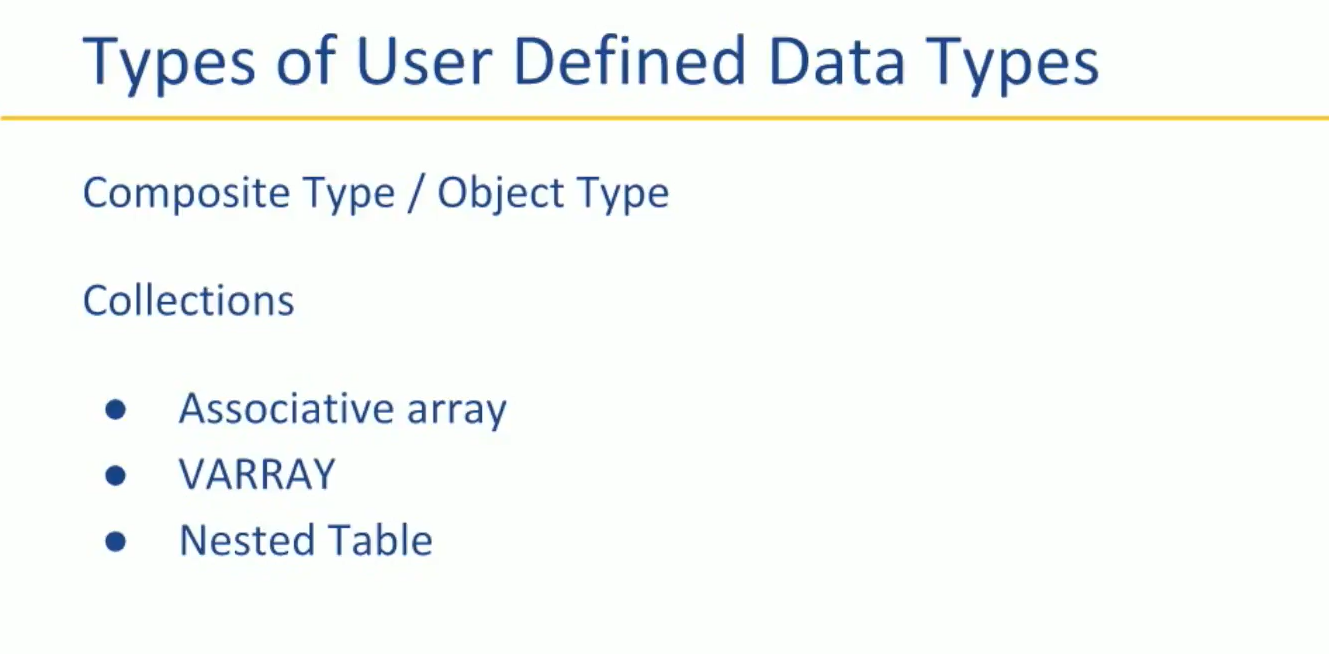 Types of User Defined Data Types
Composite Type / Object Type
Collections
● Associative array
● VARRAY
● Nested Table